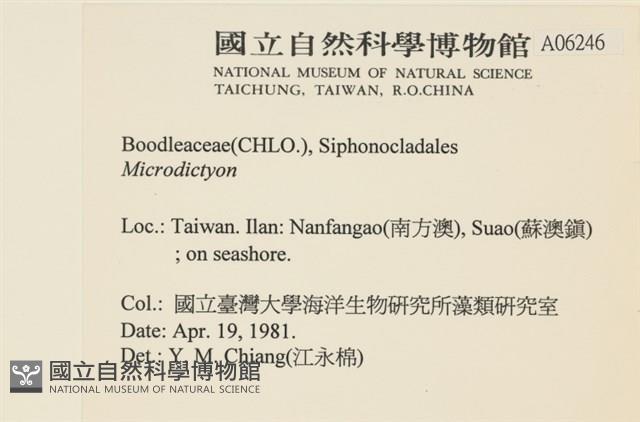 國立自然科學博物館 A06246
NATIONAL MUSEUM OF NATURAL SCIENCE
TAICHUNG, TAIWAN, R.O.CHINA
Boodleaceae(CHLO.), Siphonocladales
Microdictyon
Loc.: Taiwan. Ilan: Nanfangao(南方澳), Suao(蘇澳鎮)
; on seashore.
Col.: 國立臺灣大學海洋生物研究所藻類研究室
Date: Apr. 19, 1981.
Det.: Y. M. Chiang(江永棉)
國立自然科學博物館
NATIONAL MUSEUM OF NATURAL SCIENCE